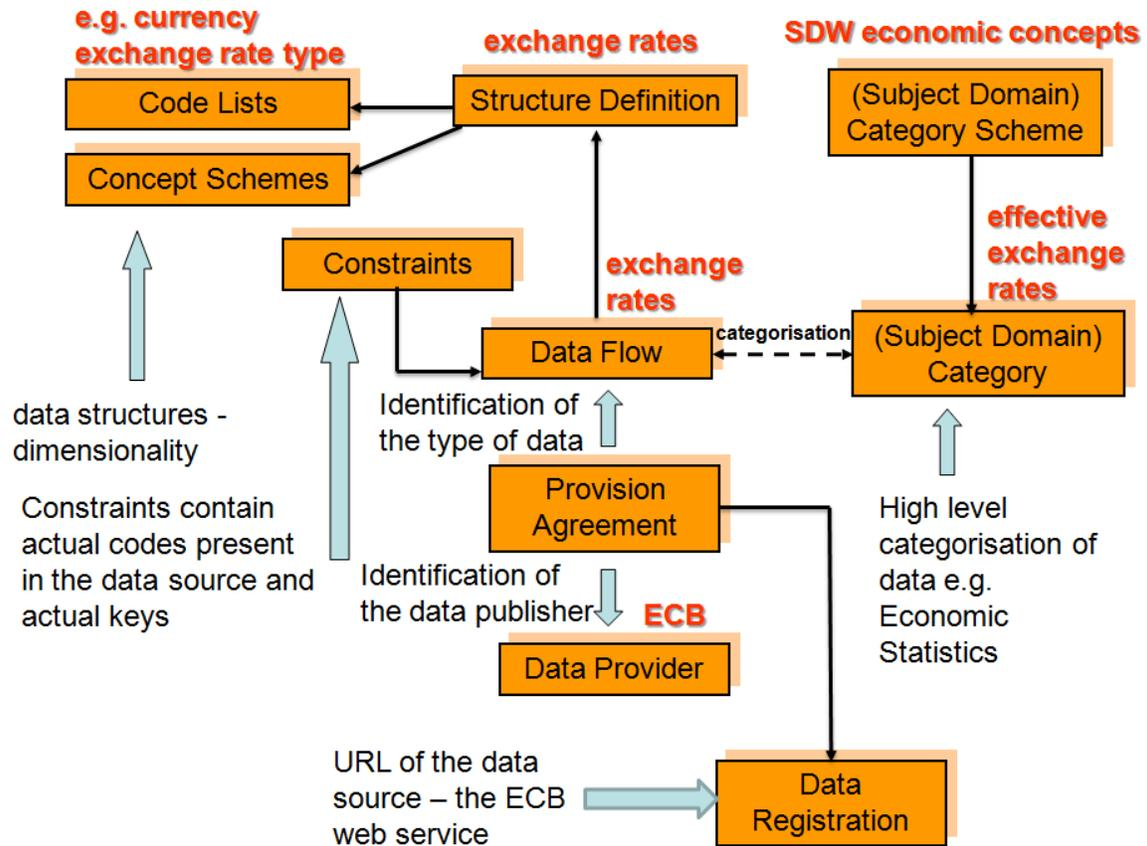 e.g. currency
exchange rate type
exchange rates
SDW economic concepts
Code Lists
Structure Definition
(Subject Domain)
Category Scheme
Concept Schemes
effective
exchange
rates
Constraints
exchange
rates
categorisation
Data Flow
(Subject Domain)
Category
data structures -
dimensionality
Identification of
the type of data
Provision
Agreement
Constraints contain
actual codes present
in the data source and
actual keys
High level
categorisation of
data e.g.
Economic
Statistics
Identification of
the data publisher
ECB
Data Provider
URL of the data
source – the ECB
web service
Data
Registration